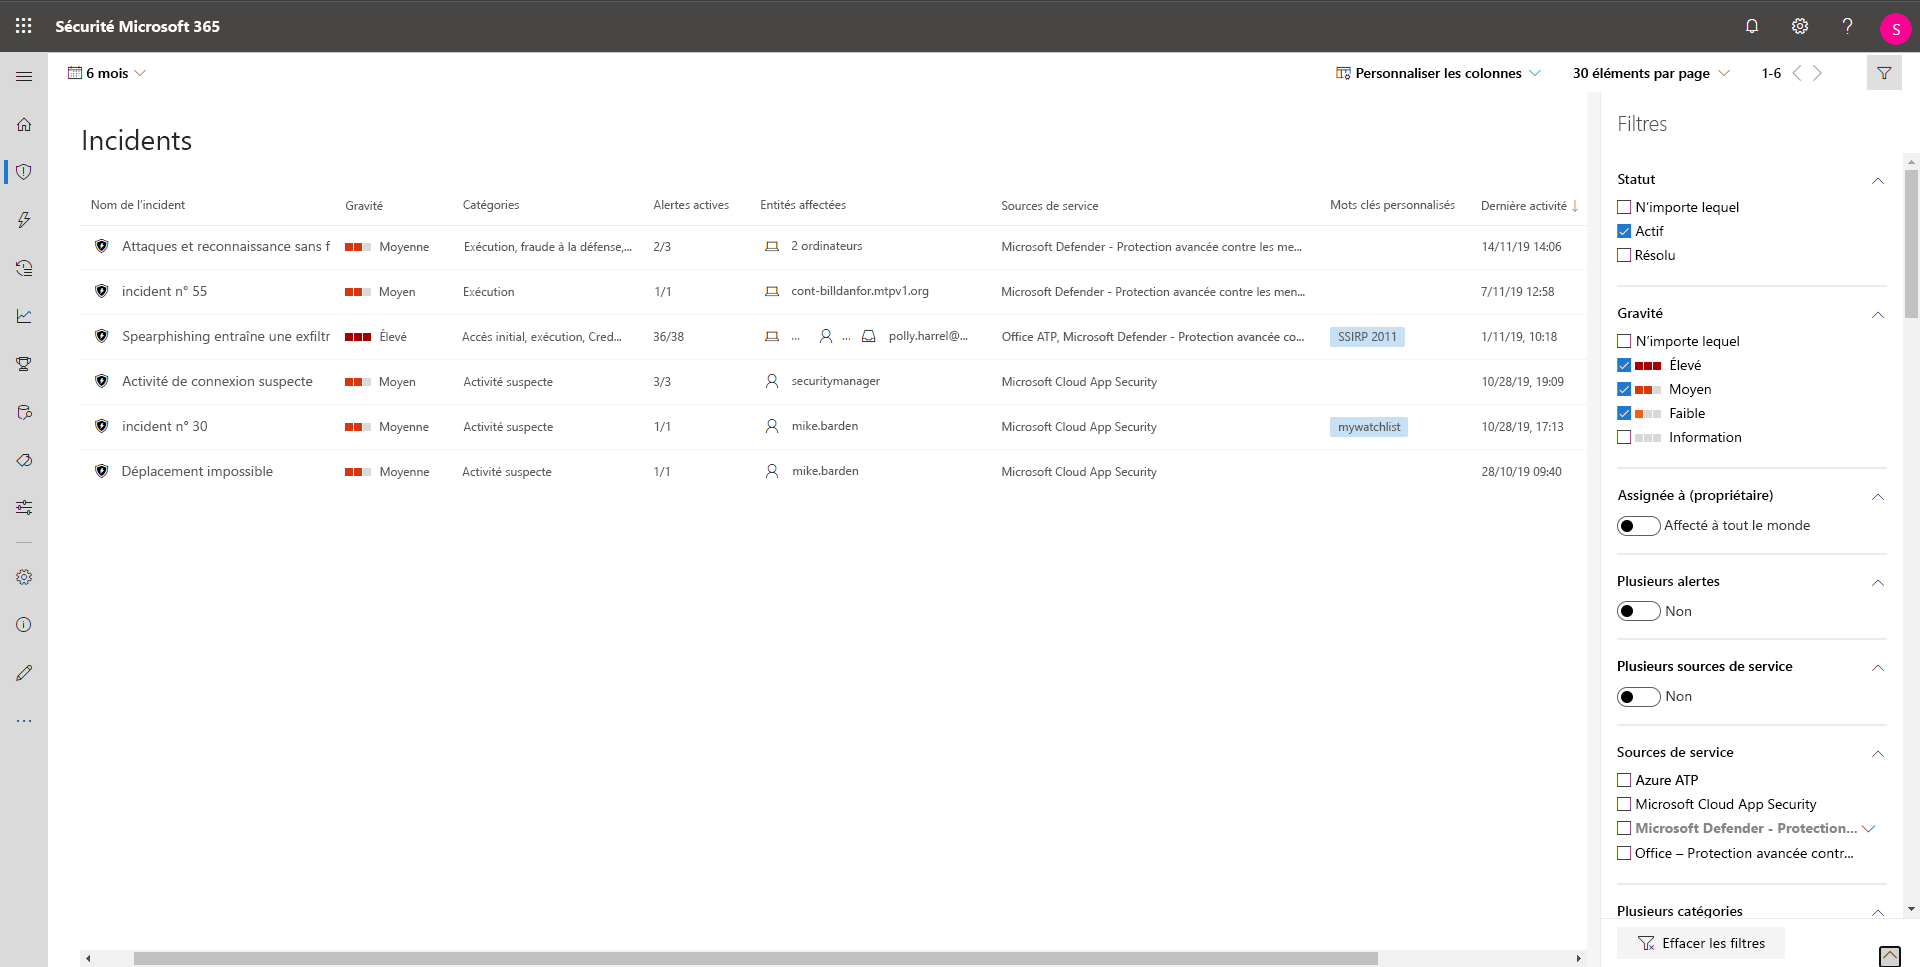 Sécurité Microsoft 365
S
6 mois
Personnaliser les colonnes
30 éléments par page
1-6
Incidents
Nom de l'incident Gravité Catégories Alertes actives Entités affectées Sources de service Mots clés personnalisés Dernière activité
Attaques et reconnaissance sans f Moyenne Exécution, fraude à la défense,... 2/3 2 ordinateurs Microsoft Defender - Protection avancée contre les me... 14/11/19 14:06
incident n° 55 Moyen Exécution 1/1 cont-billdanfor.mtpv1.org Microsoft Defender - Protection avancée contre les men... 7/11/19 12:58
Spearphishing entraîne une exfiltr Élevé Accès initial, exécution, Cred... 36/38 ... ... polly.harrel@... Office ATP, Microsoft Defender - Protection avancée co... SSIRP 2011 1/11/19, 10:18
Activité de connexion suspecte Moyen Activité suspecte 3/3 securitymanager Microsoft Cloud App Security 10/28/19, 19:09
incident n° 30 Moyenne Activité suspecte 1/1 mike.barden Microsoft Cloud App Security mywatchlist 10/28/19, 17:13
Déplacement impossible Moyenne Activité suspecte 1/1 mike.barden Microsoft Cloud App Security 28/10/19 09:40
Filtres
Statut
N'importe lequel
Actif
Résolu
Gravité
N'importe lequel
Élevé
Moyen
Faible
Information
Assignée à (propriétaire)
Affecté à tout le monde
Plusieurs alertes
Non
Plusieurs sources de service
Non
Sources de service
Azure ATP
Microsoft Cloud App Security
Microsoft Defender - Protection...
Office – Protection avancée contr...
Plusieurs catégories
Effacer les filtres